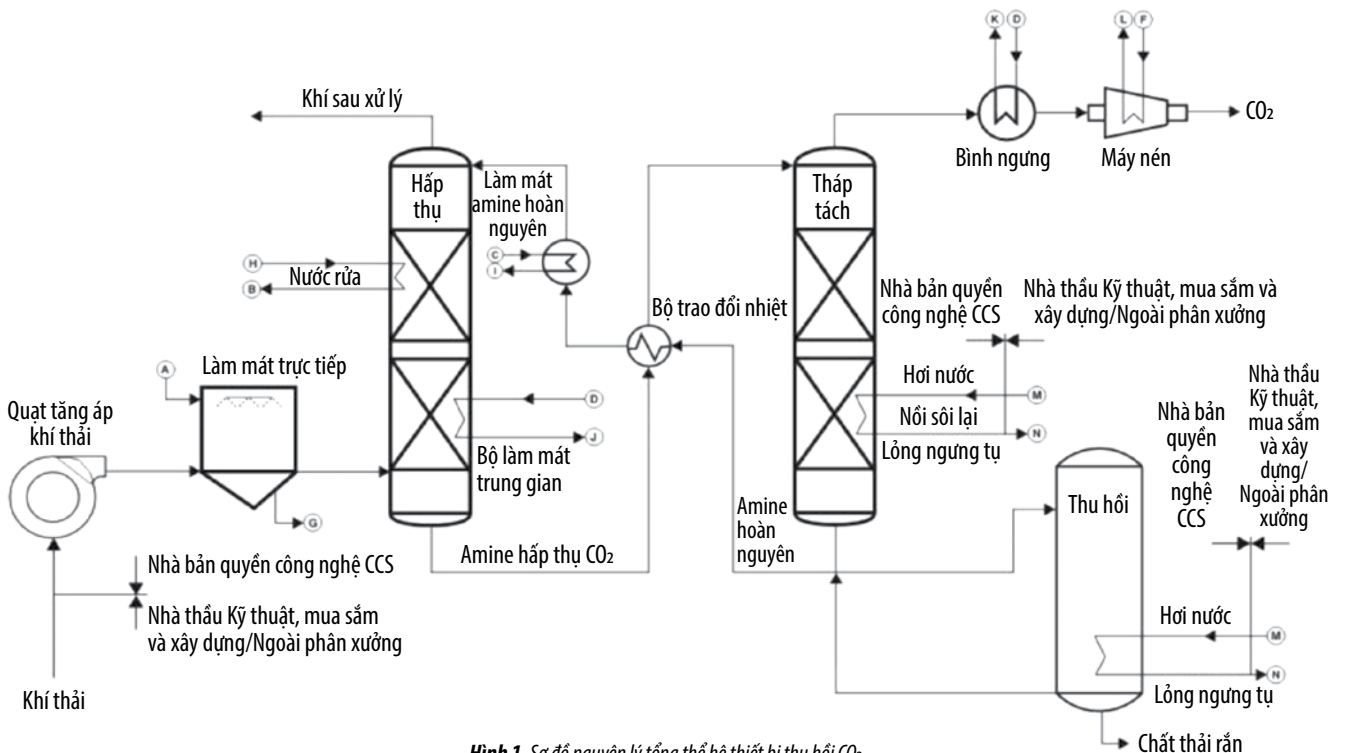 K
D
L
F
Khí sau xử lý
CO₂
Bình ngưng
Máy nén
Hấp
thụ
Làm mát
amine hoàn
nguyên
Tháp
tách
C
I
H
Nước rửa
B
Bộ trao đổi nhiệt
Nhà bản quyền
công nghệ CCS
Nhà thầu Kỹ thuật, mua sắm và
xây dựng/Ngoài phân xưởng
A
Làm mát trực tiếp
Quạt tăng áp
khí thải
D
J
Bộ làm mát
trung gian
Hơi nước
M
Nồi sôi lại
N
Lỏng ngưng tụ
Nhà bản
quyền
công
nghệ
CCS
Nhà thầu
Kỹ thuật,
mua sắm
và xây
dựng/
Ngoài phân
xưởng
G
Amine
hoàn
nguyên
Thu hồi
Amine hấp thụ CO₂
Nhà bản quyền công nghệ CCS
Nhà thầu Kỹ thuật, mua sắm
và xây dựng/Ngoài phân xưởng
Hơi nước
M
N
Lỏng ngưng tụ
Khí thải
Chất thải rắn
Hình 1. Sơ đồ nguyên lý tổng thể hệ thiết bị thu hồi CO₂